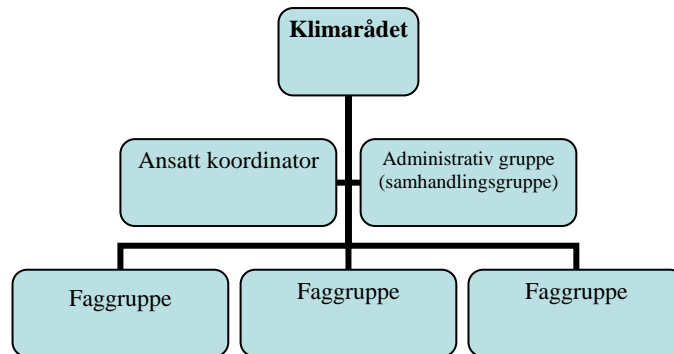 Klimarådet
Ansatt koordinator
Administrativ gruppe
(samhandlingsgruppe)
Faggruppe
Faggruppe
Faggruppe